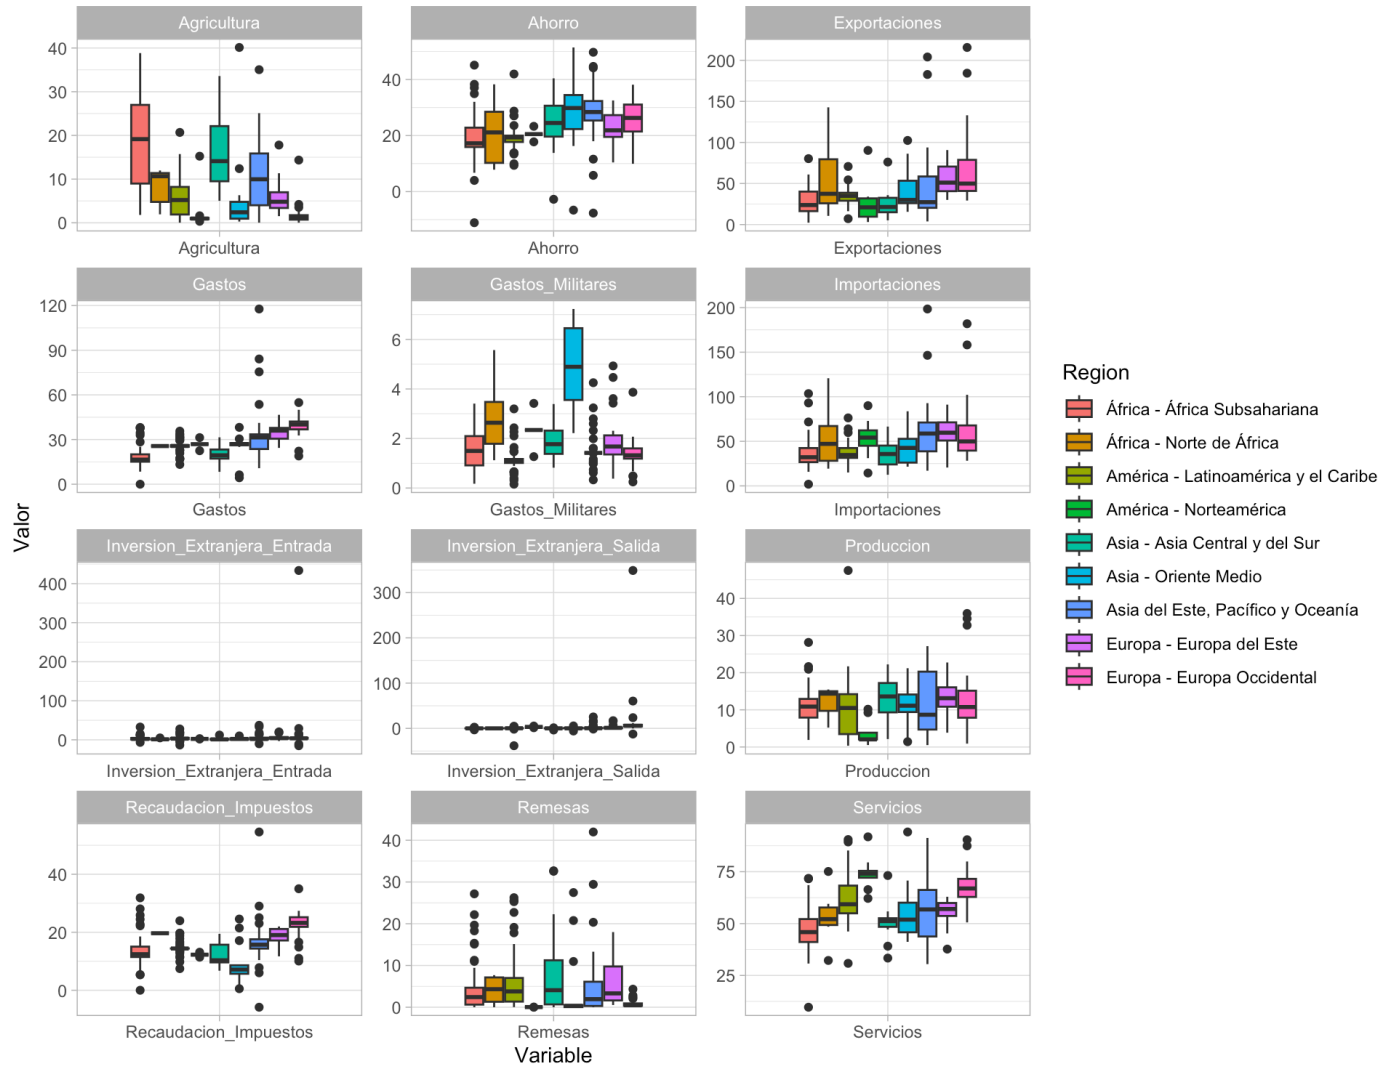 Agricultura
Ahorro
Exportaciones
40
30
20
10
0
Agricultura
40
20
0
Ahorro
200
150
100
50
0
Exportaciones
Gastos
Gastos_Militares
Importaciones
120
90
60
30
0
Gastos
6
4
2
0
Gastos_Militares
200
150
100
50
0
Importaciones
Inversion_Extranjera_Entrada
Inversion_Extranjera_Salida
Produccion
400
300
200
100
0
Inversion_Extranjera_Entrada
300
200
100
0
Inversion_Extranjera_Salida
40
30
20
10
0
Produccion
Recaudacion_Impuestos
Remesas
Servicios
40
20
0
Recaudacion_Impuestos
40
30
20
10
0
Remesas
75
50
25
Servicios
Valor
Variable
Region
África - África Subsahariana
África - Norte de África
América - Latinoamérica y el Caribe
América - Norteamérica
Asia - Asia Central y del Sur
Asia - Oriente Medio
Asia del Este, Pacífico y Oceanía
Europa - Europa del Este
Europa - Europa Occidental